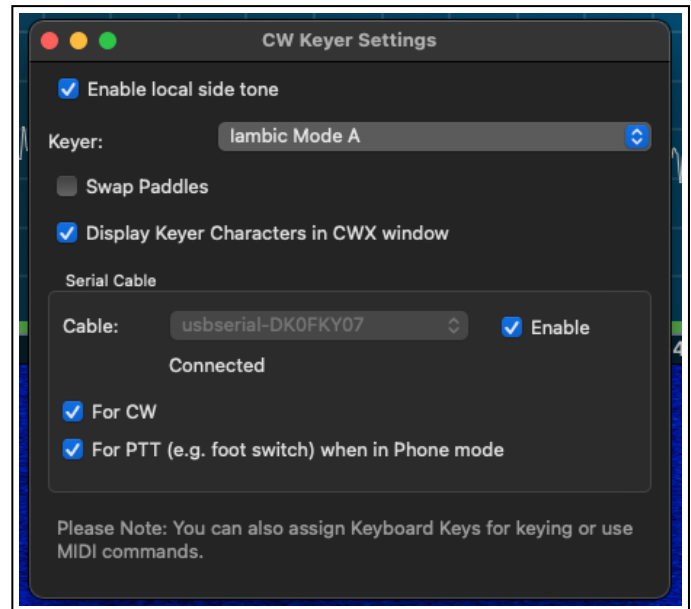 CW Keyer Settings
Enable local side tone
Keyer: Iambic Mode A
Swap Paddles
Display Keyer Characters in CWX window
Serial Cable
Cable: usbserial-DK0FKY07 Enable
Connected
For CW
For PTT (e.g. foot switch) when in Phone mode
Please Note: You can also assign Keyboard Keys for keying or use
MIDI commands.
4